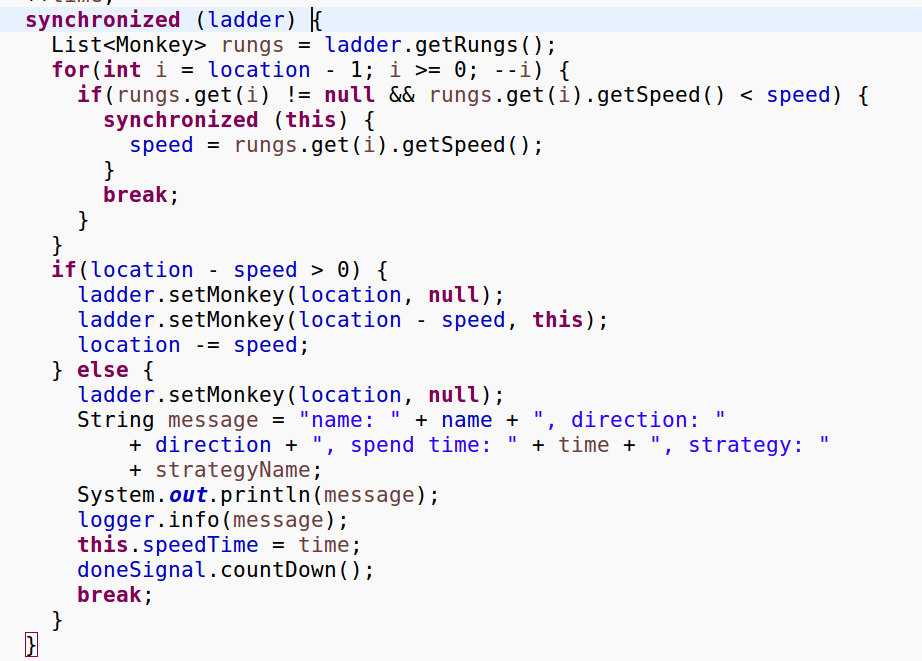 synchronized (ladder) {
List<Monkey> rungs = ladder.getRungs();
for(int i = location - 1; i >= 0; --i) {
if(rungs.get(i) != null && rungs.get(i).getSpeed() < speed) {
synchronized (this) {
speed = rungs.get(i).getSpeed();
}
break;
}
}
if(location - speed > 0) {
ladder.setMonkey(location, null);
ladder.setMonkey(location - speed, this);
location -= speed;
} else {
ladder.setMonkey(location, null);
String message = "name: " + name + ", direction: "
+ direction + ", spend time: " + time + ", strategy: "
+ strategyName;
System.out.println(message);
logger.info(message);
this.speedTime = time;
doneSignal.countDown();
break;
}
}